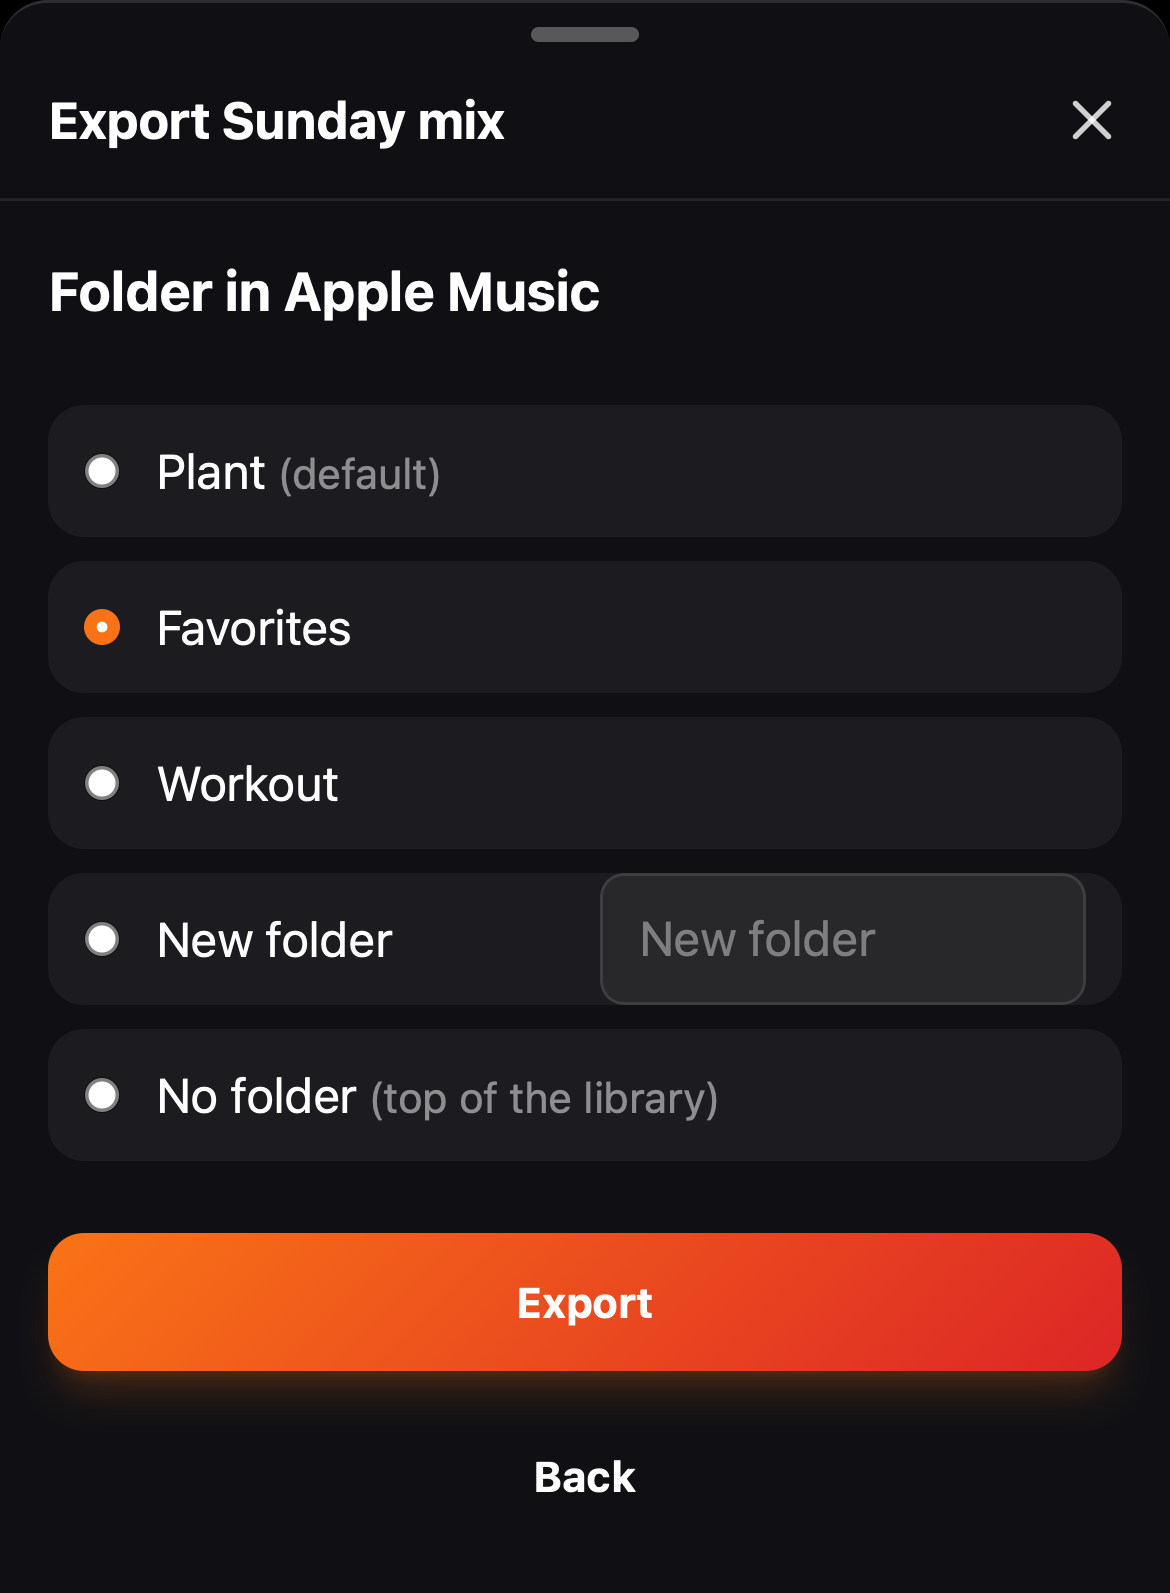 Export Sunday mix
Folder in Apple Music
Plant (default)
Favorites
Workout
New folder New folder
No folder (top of the library)
Export
Back